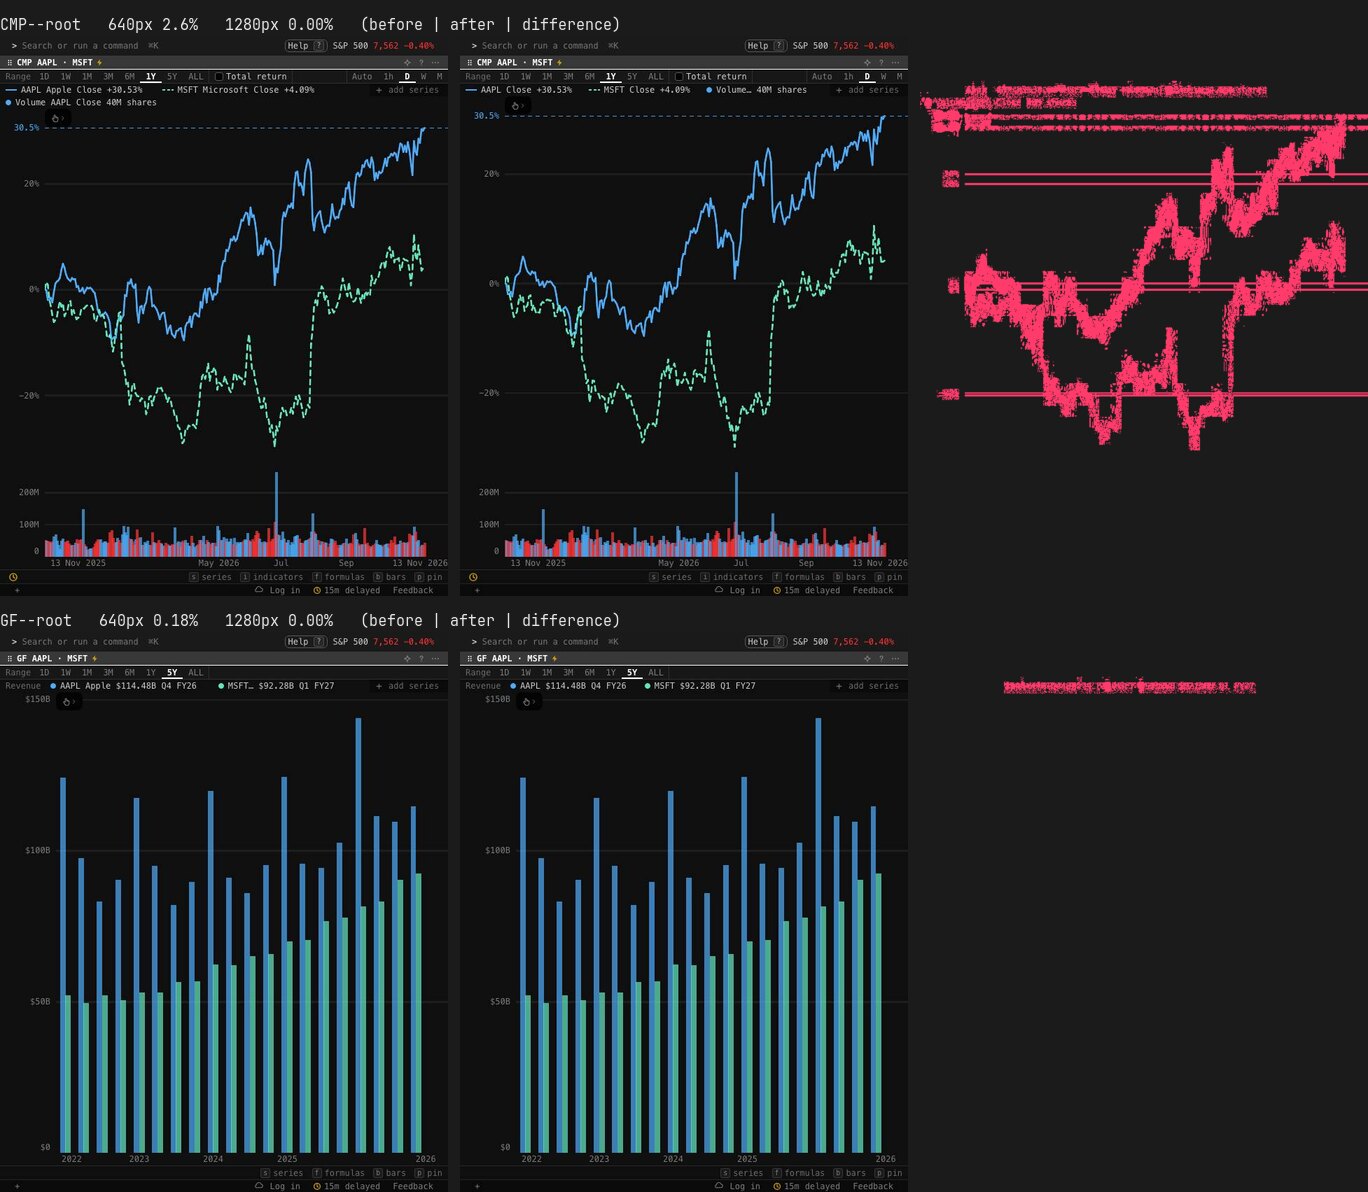 CMP--root   640px 2.6%   1280px 0.00%   (before | after | difference)
> Search or run a command ⌘K   Help ?   S&P 500 7,562 −0.40%
CMP AAPL · MSFT ⚡   ?   ···
Range 1D 1W 1M 3M 6M 1Y 5Y ALL   Total return   Auto 1h D W M
AAPL Apple Close +30.53%   MSFT Microsoft Close +4.09%   + add series
Volume AAPL Close 40M shares
30.5%
20%
0%
−20%
200M
100M
0
13 Nov 2025   May 2026   Jul   Sep   13 Nov 2026
s series   i indicators   f formulas   b bars   p pin
+   Log in   15m delayed   Feedback
> Search or run a command ⌘K   Help ?   S&P 500 7,562 −0.40%
CMP AAPL · MSFT ⚡   ?   ···
Range 1D 1W 1M 3M 6M 1Y 5Y ALL   Total return   Auto 1h D W M
AAPL Close +30.53%   MSFT Close +4.09%   Volume… 40M shares   + add series
30.5%
20%
0%
−20%
200M
100M
0
13 Nov 2025   May 2026   Jul   Sep   13 Nov 2026
s series   i indicators   f formulas   b bars   p pin
+   Log in   15m delayed   Feedback
GF--root   640px 0.18%   1280px 0.00%   (before | after | difference)
> Search or run a command ⌘K   Help ?   S&P 500 7,562 −0.40%
GF AAPL · MSFT ⚡   ?   ···
Range 1D 1W 1M 3M 6M 1Y 5Y ALL
Revenue   AAPL Apple $114.48B Q4 FY26   MSFT… $92.28B Q1 FY27   + add series
$150B
$100B
$50B
$0
2022   2023   2024   2025   2026
s series   f formulas   b bars   p pin
+   Log in   15m delayed   Feedback
> Search or run a command ⌘K   Help ?   S&P 500 7,562 −0.40%
GF AAPL · MSFT ⚡   ?   ···
Range 1D 1W 1M 3M 6M 1Y 5Y ALL
Revenue   AAPL $114.48B Q4 FY26   MSFT $92.28B Q1 FY27   + add series
$150B
$100B
$50B
$0
2022   2023   2024   2025   2026
s series   f formulas   b bars   p pin
+   Log in   15m delayed   Feedback